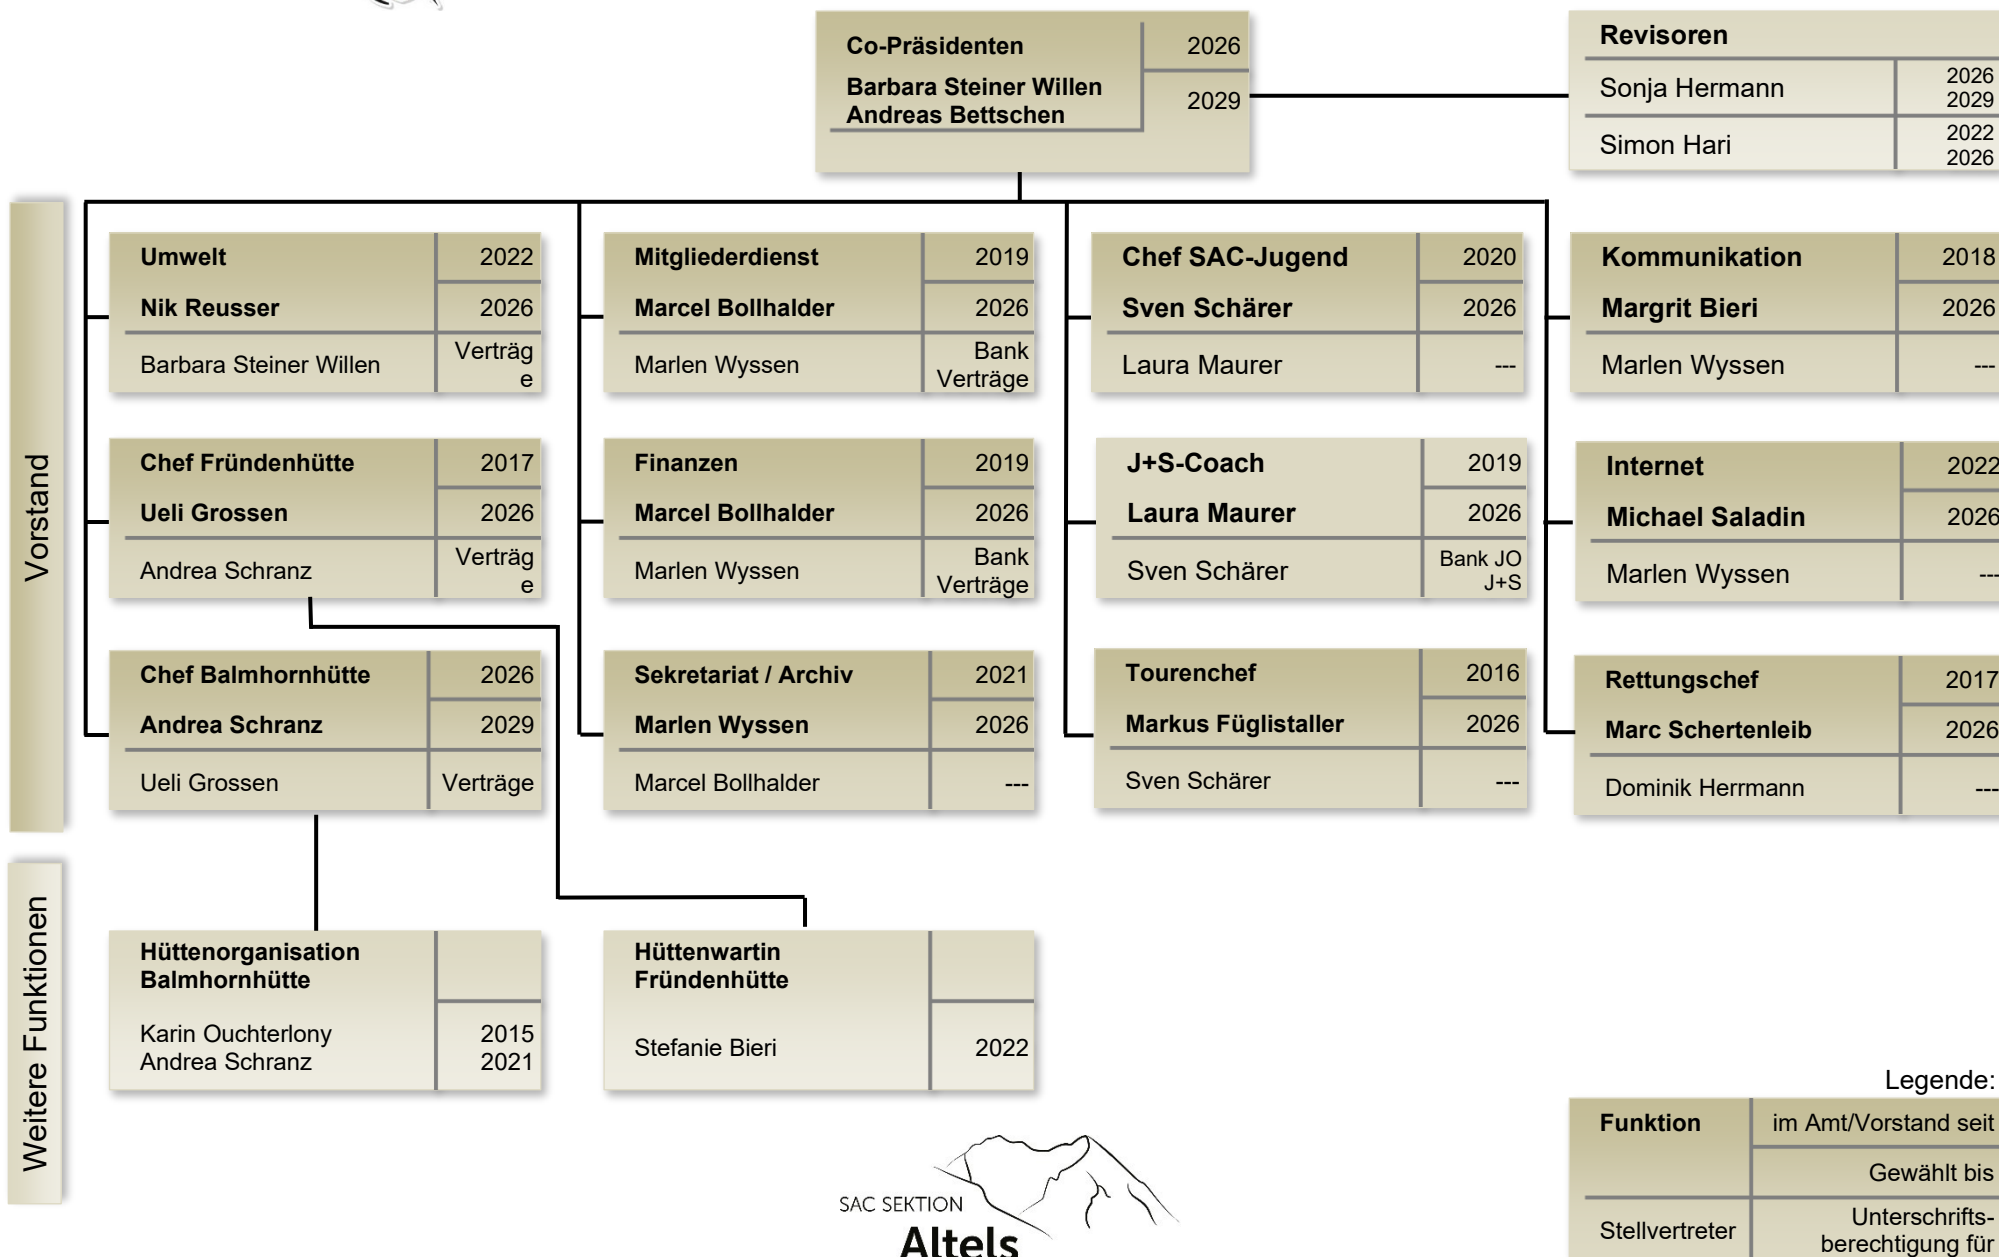 Co-Präsidenten 2026
Barbara Steiner Willen
Andreas Bettschen
2029
Revisoren
Sonja Hermann
2026
2029
Simon Hari
2022
2026
Vorstand
Umwelt 2022
Nik Reusser 2026
Barbara Steiner Willen
Verträg
e
Mitgliederdienst 2019
Marcel Bollhalder 2026
Marlen Wyssen
Bank
Verträge
Chef SAC-Jugend 2020
Sven Schärer 2026
Laura Maurer ---
Kommunikation 2018
Margrit Bieri 2026
Marlen Wyssen ---
Chef Fründenhütte 2017
Ueli Grossen 2026
Andrea Schranz
Verträg
e
Finanzen 2019
Marcel Bollhalder 2026
Marlen Wyssen
Bank
Verträge
J+S-Coach 2019
Laura Maurer 2026
Sven Schärer
Bank JO
J+S
Internet 2022
Michael Saladin 2026
Marlen Wyssen ---
Chef Balmhornhütte 2026
Andrea Schranz 2029
Ueli Grossen Verträge
Sekretariat / Archiv 2021
Marlen Wyssen 2026
Marcel Bollhalder ---
Tourenchef 2016
Markus Füglistaller 2026
Sven Schärer ---
Rettungschef 2017
Marc Schertenleib 2026
Dominik Herrmann ---
Weitere Funktionen
Hüttenorganisation
Balmhornhütte
Karin Ouchterlony 2015
Andrea Schranz 2021
Hüttenwartin
Fründenhütte
Stefanie Bieri 2022
Legende:
Funktion im Amt/Vorstand seit
Gewählt bis
Stellvertreter
Unterschrifts-
berechtigung für
SAC SEKTION
Altels